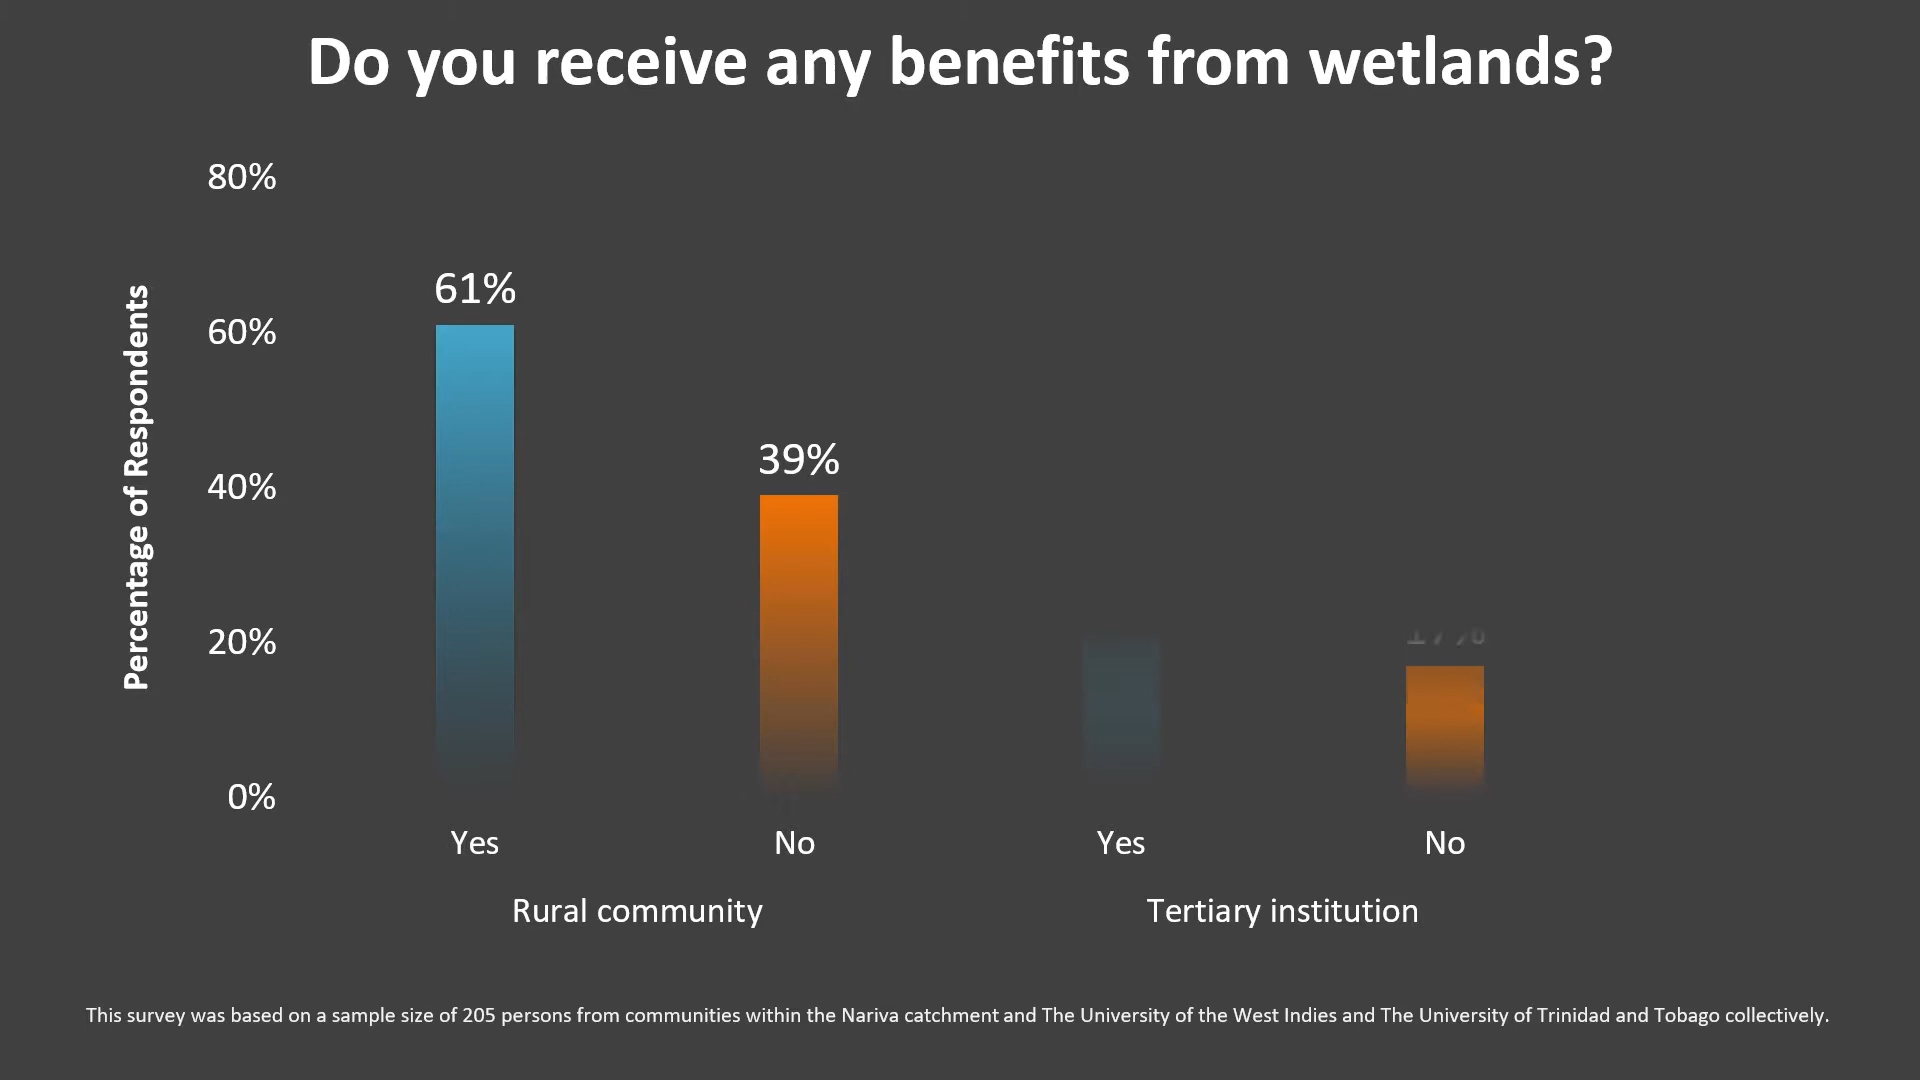 Do you receive any benefits from wetlands?
80%
61%
60%
Percentage of Respondents
39%
40%
20%
17%
0%
Yes
No
Yes
No
Rural community
Tertiary institution
This survey was based on a sample size of 205 persons from communities within the Nariva catchment and The University of the West Indies and The University of Trinidad and Tobago collectively.